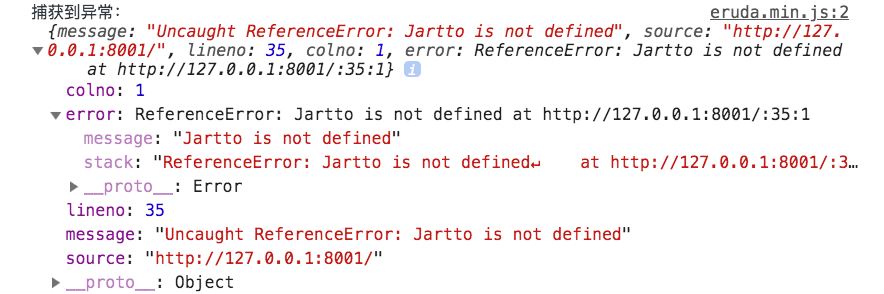 捕获到异常： eruda.min.js:2
{message: "Uncaught ReferenceError: Jartto is not defined", source: "http://127.
▼0.0.1:8001/", lineno: 35, colno: 1, error: ReferenceError: Jartto is not defined
at http://127.0.0.1:8001/:35:1} i
colno: 1
▼error: ReferenceError: Jartto is not defined at http://127.0.0.1:8001/:35:1
message: "Jartto is not defined"
stack: "ReferenceError: Jartto is not defined↵    at http://127.0.0.1:8001/:3…
▶__proto__: Error
lineno: 35
message: "Uncaught ReferenceError: Jartto is not defined"
source: "http://127.0.0.1:8001/"
▶__proto__: Object